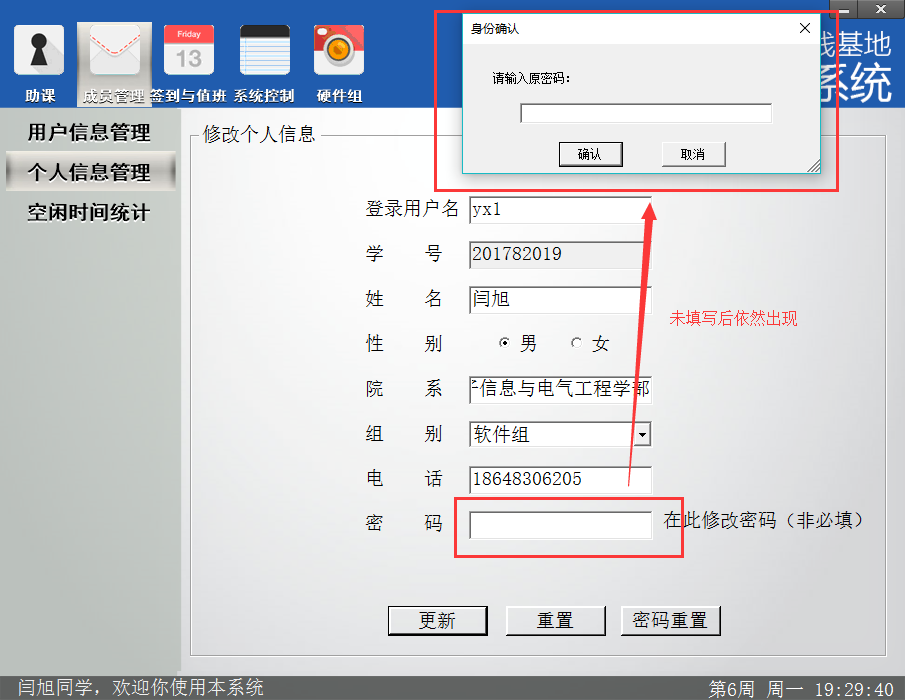 身份确认
请输入原密码:
确认 取消
线基地
系统
Friday
13
助课 成员管理 签到与值班 系统控制 硬件组
用户信息管理
个人信息管理
空闲时间统计
修改个人信息
登录用户名 yx1
学 号 201782019
姓 名 闫旭
性 别 男 女
院 系 信息与电气工程学部
组 别 软件组
电 话 18648306205
密 码 在此修改密码（非必填）
未填写后依然出现
更新 重置 密码重置
闫旭同学，欢迎你使用本系统 第6周 周一 19:29:40